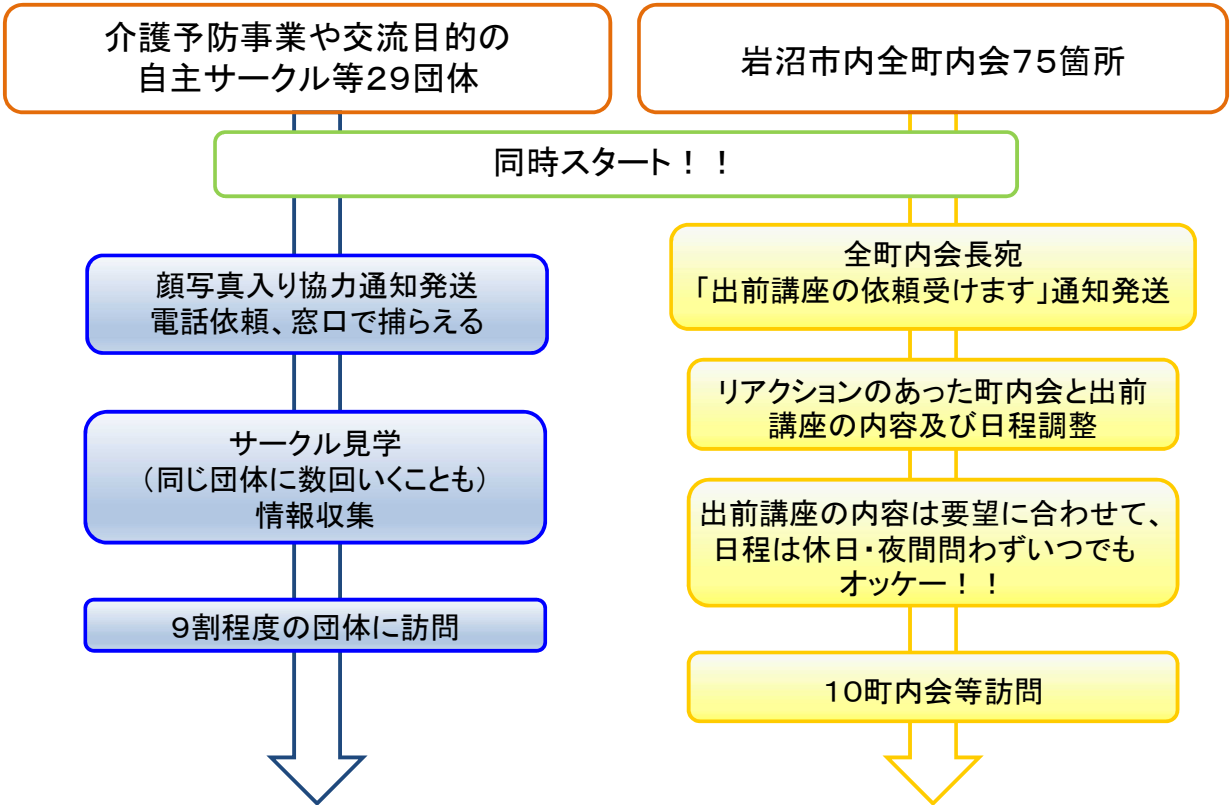 介護予防事業や交流目的の
自主サークル等２９団体
岩沼市内全町内会７５箇所
同時スタート！！
顔写真入り協力通知発送
電話依頼、窓口で捕らえる
サークル見学
（同じ団体に数回いくことも）
情報収集
９割程度の団体に訪問
全町内会長宛
「出前講座の依頼受けます」通知発送
リアクションのあった町内会と出前
講座の内容及び日程調整
出前講座の内容は要望に合わせて、
日程は休日・夜間問わずいつでも
オッケー！！
１０町内会等訪問